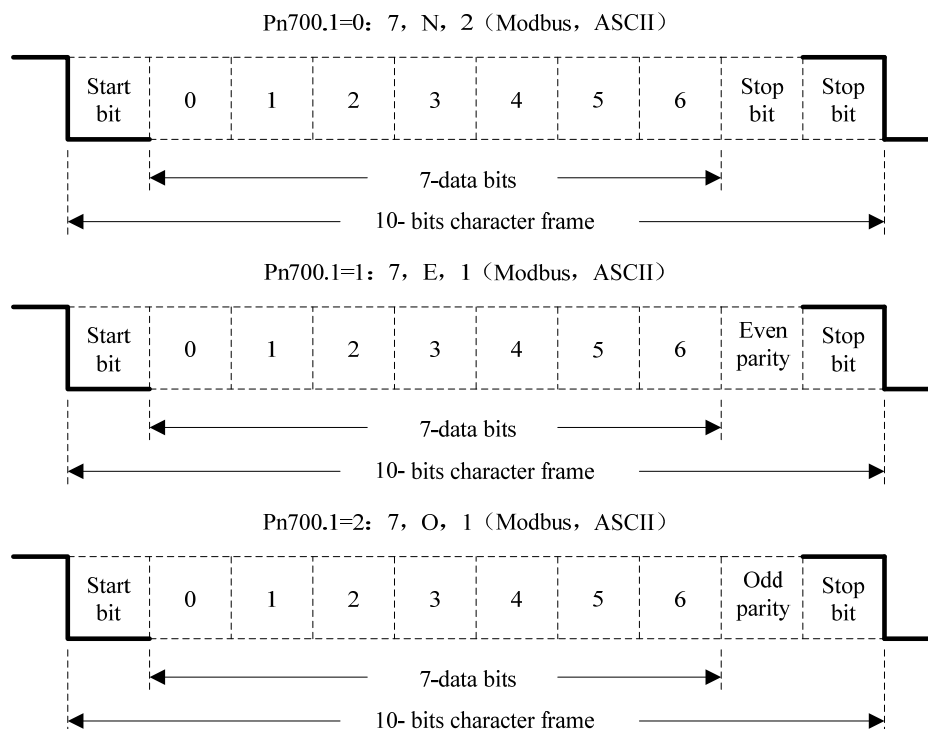 Pn700.1=0：7，N，2（Modbus，ASCII）
Start bit 0 1 2 3 4 5 6 Stop bit Stop bit
7-data bits
10- bits character frame
Pn700.1=1：7，E，1（Modbus，ASCII）
Start bit 0 1 2 3 4 5 6 Even parity Stop bit
7-data bits
10- bits character frame
Pn700.1=2：7，O，1（Modbus，ASCII）
Start bit 0 1 2 3 4 5 6 Odd parity Stop bit
7-data bits
10- bits character frame